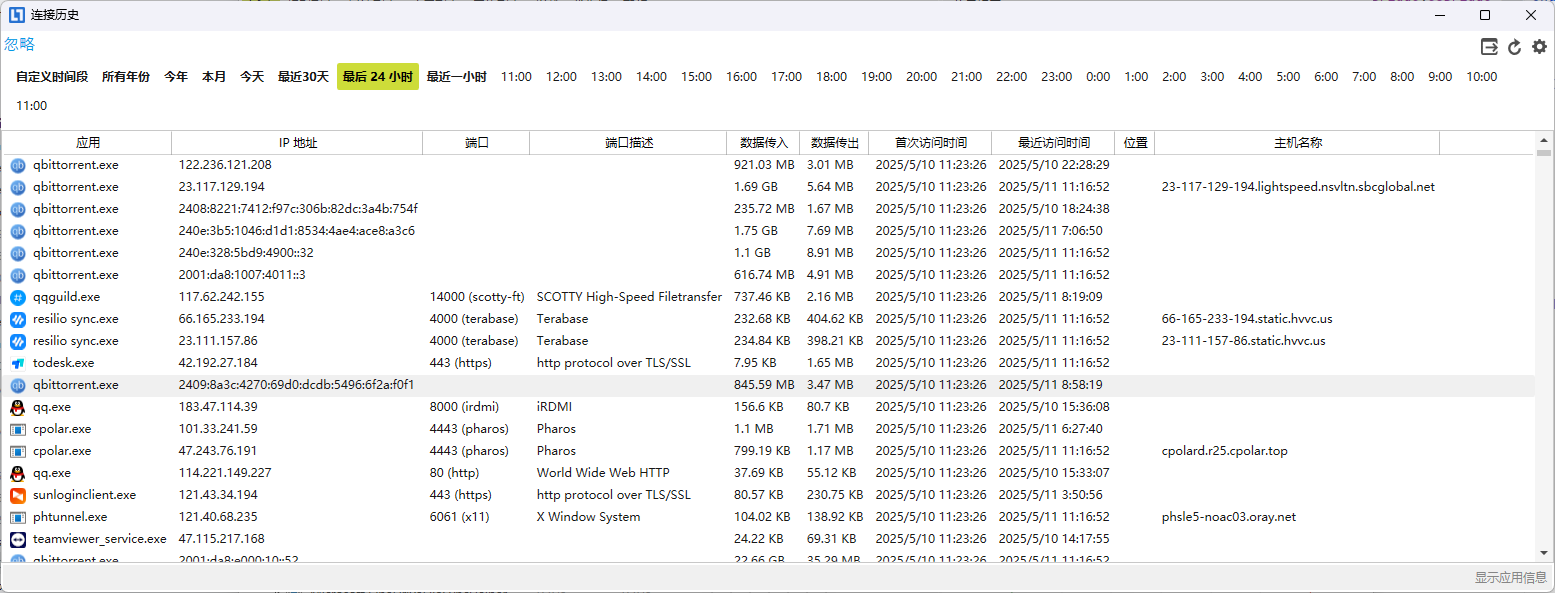 连接历史
忽略
自定义时间段 所有年份 今年 本月 今天 最近30天 最后 24 小时 最近一小时 11:00 12:00 13:00 14:00 15:00 16:00 17:00 18:00 19:00 20:00 21:00 22:00 23:00 0:00 1:00 2:00 3:00 4:00 5:00 6:00 7:00 8:00 9:00 10:00
11:00
应用 IP 地址 端口 端口描述 数据传入 数据传出 首次访问时间 最近访问时间 位置 主机名称
qbittorrent.exe 122.236.121.208 921.03 MB 3.01 MB 2025/5/10 11:23:26 2025/5/10 22:28:29
qbittorrent.exe 23.117.129.194 1.69 GB 5.64 MB 2025/5/10 11:23:26 2025/5/11 11:16:52 23-117-129-194.lightspeed.nsvltn.sbcglobal.net
qbittorrent.exe 2408:8221:7412:f97c:306b:82dc:3a4b:754f 235.72 MB 1.67 MB 2025/5/10 11:23:26 2025/5/10 18:24:38
qbittorrent.exe 240e:3b5:1046:d1d1:8534:4ae4:ace8:a3c6 1.75 GB 7.69 MB 2025/5/10 11:23:26 2025/5/11 7:06:50
qbittorrent.exe 240e:328:5bd9:4900::32 1.1 GB 8.91 MB 2025/5/10 11:23:26 2025/5/11 11:16:52
qbittorrent.exe 2001:da8:1007:4011::3 616.74 MB 4.91 MB 2025/5/10 11:23:26 2025/5/11 11:16:52
qqguild.exe 117.62.242.155 14000 (scotty-ft) SCOTTY High-Speed Filetransfer 737.46 KB 2.16 MB 2025/5/10 11:23:26 2025/5/11 8:19:09
resilio sync.exe 66.165.233.194 4000 (terabase) Terabase 232.68 KB 404.62 KB 2025/5/10 11:23:26 2025/5/11 11:16:52 66-165-233-194.static.hvvc.us
resilio sync.exe 23.111.157.86 4000 (terabase) Terabase 234.84 KB 398.21 KB 2025/5/10 11:23:26 2025/5/11 11:16:52 23-111-157-86.static.hvvc.us
todesk.exe 42.192.27.184 443 (https) http protocol over TLS/SSL 7.95 KB 1.65 MB 2025/5/10 11:23:26 2025/5/11 11:16:52
qbittorrent.exe 2409:8a3c:4270:69d0:dcdb:5496:6f2a:f0f1 845.59 MB 3.47 MB 2025/5/10 11:23:26 2025/5/11 8:58:19
qq.exe 183.47.114.39 8000 (irdmi) iRDMI 156.6 KB 80.7 KB 2025/5/10 11:23:26 2025/5/10 15:36:08
cpolar.exe 101.33.241.59 4443 (pharos) Pharos 1.1 MB 1.71 MB 2025/5/10 11:23:26 2025/5/11 6:27:40
cpolar.exe 47.243.76.191 4443 (pharos) Pharos 799.19 KB 1.17 MB 2025/5/10 11:23:26 2025/5/11 11:16:52 cpolard.r25.cpolar.top
qq.exe 114.221.149.227 80 (http) World Wide Web HTTP 37.69 KB 55.12 KB 2025/5/10 11:23:26 2025/5/10 15:33:07
sunloginclient.exe 121.43.34.194 443 (https) http protocol over TLS/SSL 80.57 KB 230.75 KB 2025/5/10 11:23:26 2025/5/11 3:50:56
phtunnel.exe 121.40.68.235 6061 (x11) X Window System 104.02 KB 138.92 KB 2025/5/10 11:23:26 2025/5/11 11:16:52 phsle5-noac03.oray.net
teamviewer_service.exe 47.115.217.168 24.22 KB 69.31 KB 2025/5/10 11:23:26 2025/5/10 14:17:55
qbittorrent.exe 2001:da8:e000:10::52 22.66 GB 35.29 MB 2025/5/10 11:23:26 2025/5/11 11:16:52
显示应用信息